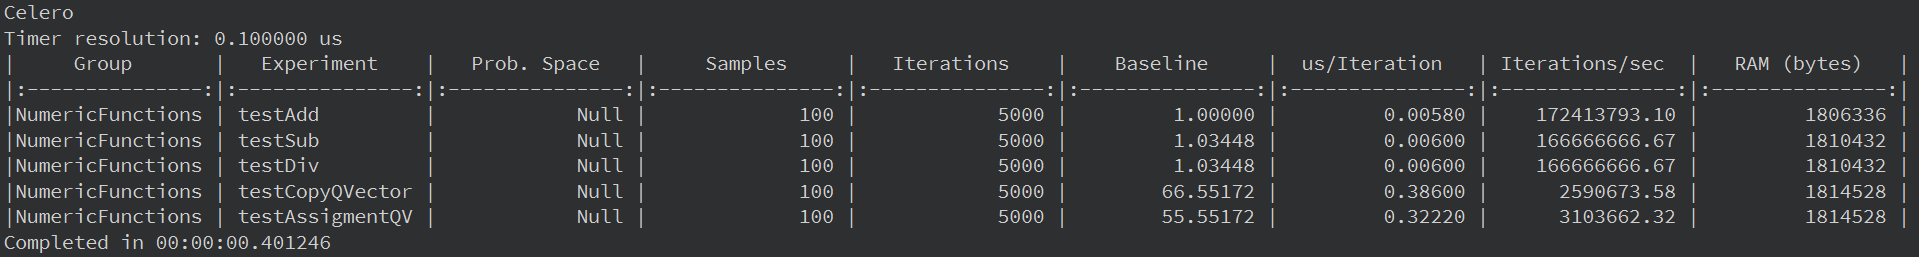 Celero
Timer resolution: 0.100000 us
|     Group       |   Experiment    |   Prob. Space   |     Samples     |   Iterations    |    Baseline     |  us/Iteration   | Iterations/sec  |   RAM (bytes)   |
|:---------------:|:---------------:|:---------------:|:---------------:|:---------------:|:---------------:|:---------------:|:---------------:|:---------------:|
|NumericFunctions | testAdd         |            Null |             100 |            5000 |         1.00000 |         0.00580 |    172413793.10 |         1806336 |
|NumericFunctions | testSub         |            Null |             100 |            5000 |         1.03448 |         0.00600 |    166666666.67 |         1810432 |
|NumericFunctions | testDiv         |            Null |             100 |            5000 |         1.03448 |         0.00600 |    166666666.67 |         1810432 |
|NumericFunctions | testCopyQVector |            Null |             100 |            5000 |        66.55172 |         0.38600 |      2590673.58 |         1814528 |
|NumericFunctions | testAssigmentQV |            Null |             100 |            5000 |        55.55172 |         0.32220 |      3103662.32 |         1814528 |
Completed in 00:00:00.401246